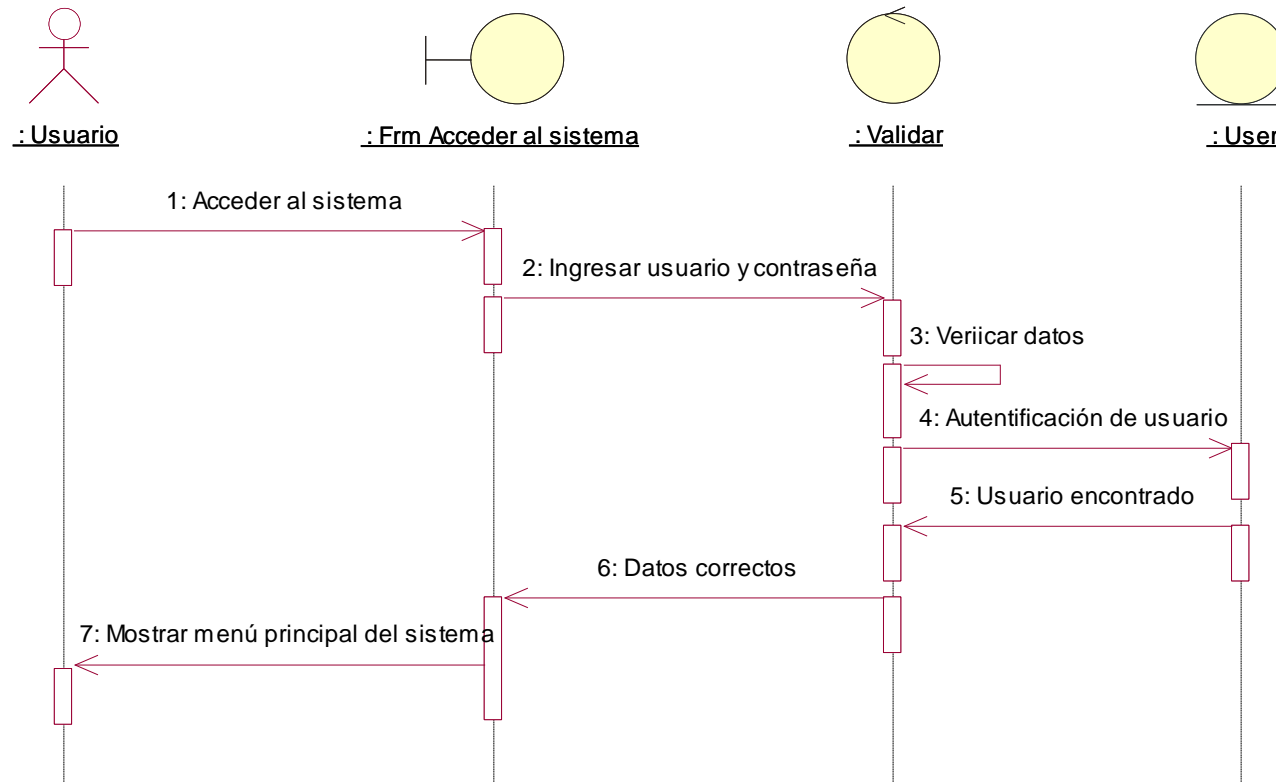 : Usuario
: Frm Acceder al sistema
: Validar
: User
1: Acceder al sistema
2: Ingresar usuario y contraseña
3: Veriicar datos
4: Autentificación de usuario
5: Usuario encontrado
6: Datos correctos
7: Mostrar menú principal del sistema